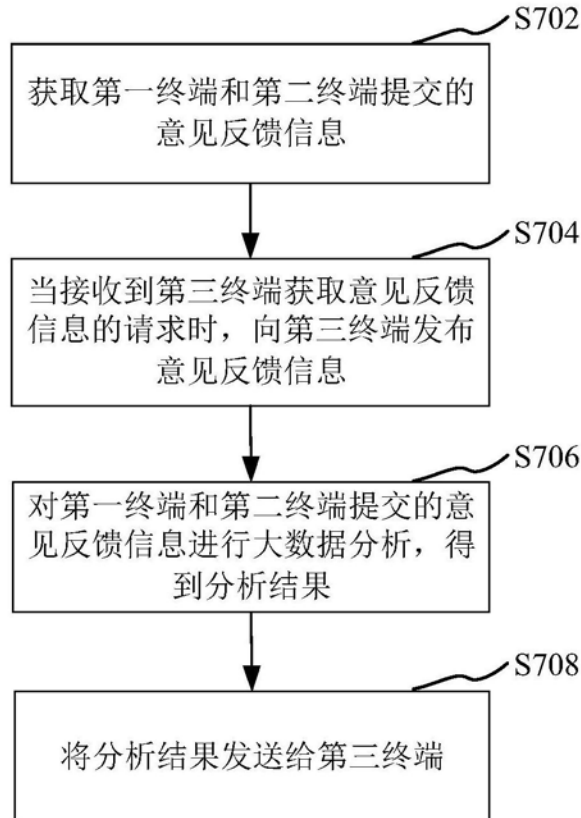 S702
获取第一终端和第二终端提交的
意见反馈信息
S704
当接收到第三终端获取意见反馈
信息的请求时，向第三终端发布
意见反馈信息
S706
对第一终端和第二终端提交的意
见反馈信息进行大数据分析，得
到分析结果
S708
将分析结果发送给第三终端